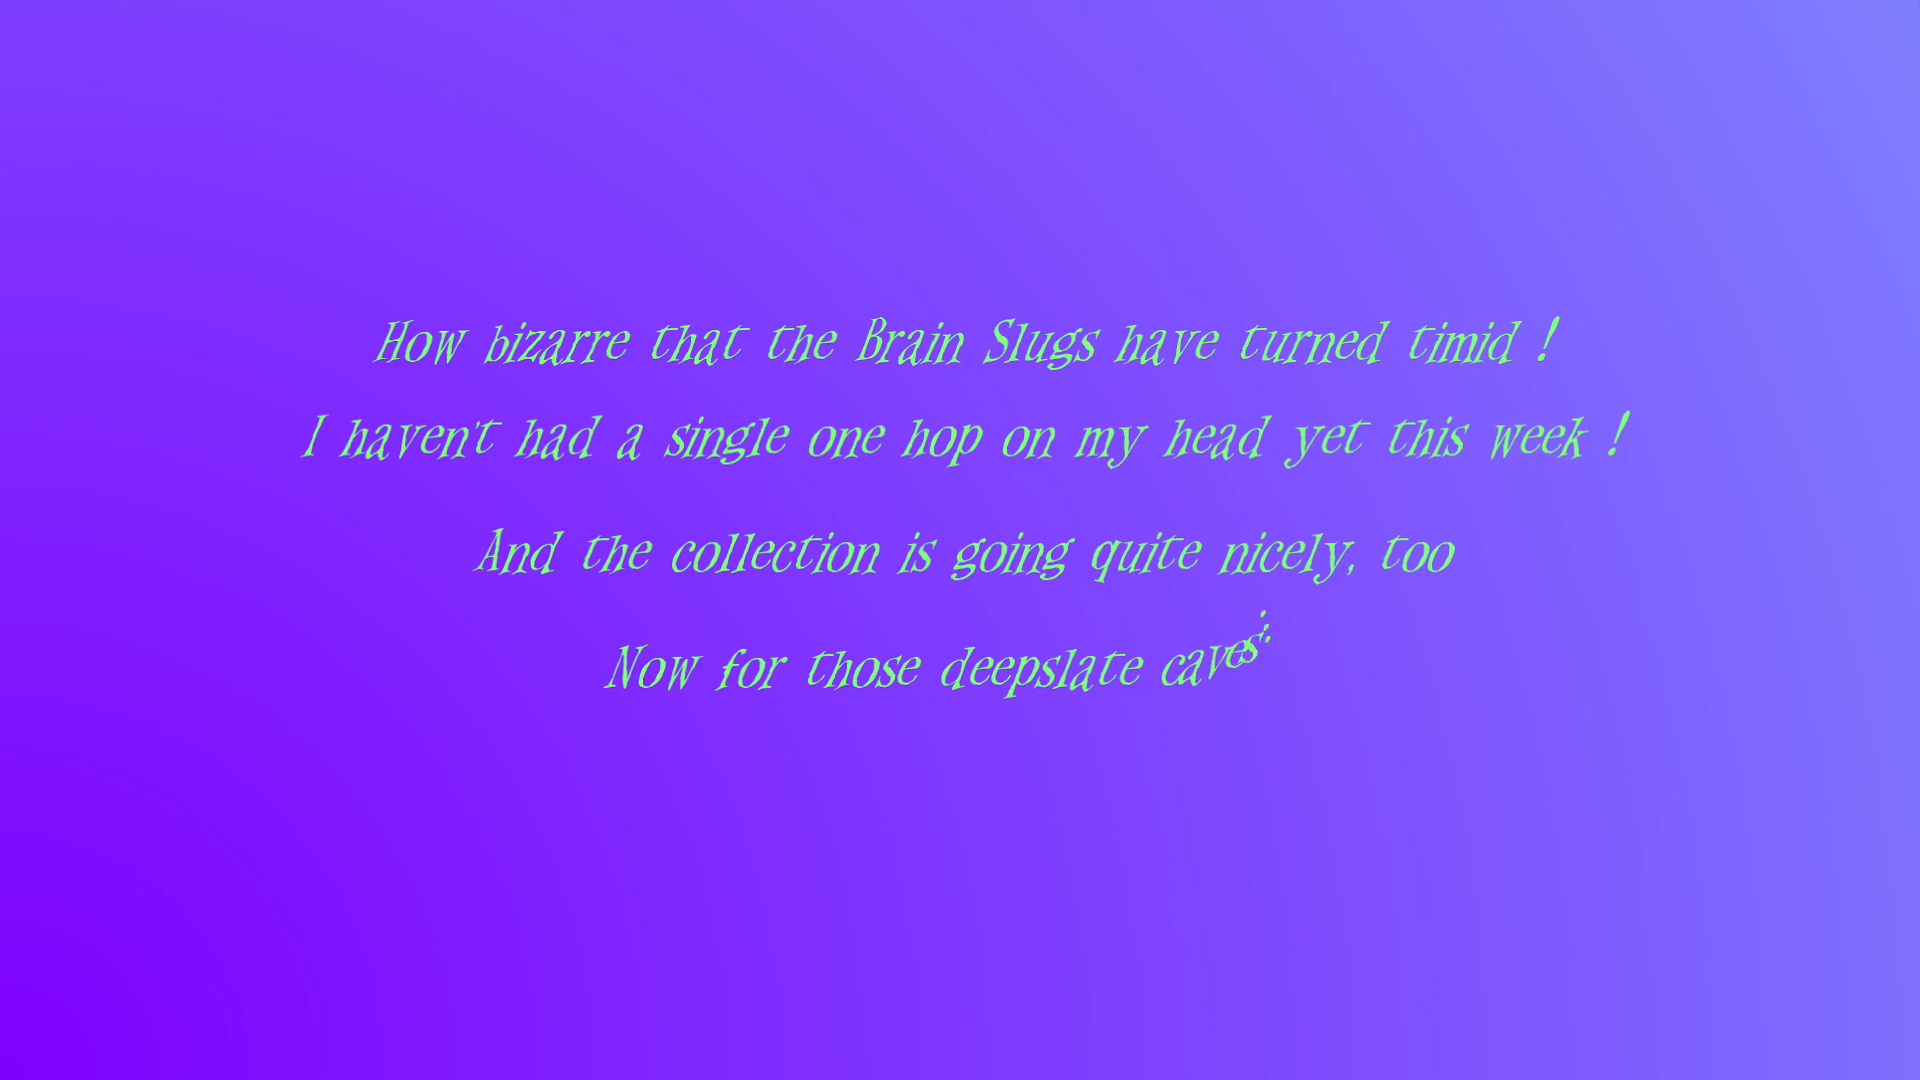 How bizarre that the Brain Slugs have turned timid !
I haven't had a single one hop on my head yet this week !
And the collection is going quite nicely, too
Now for those deepslate caves...